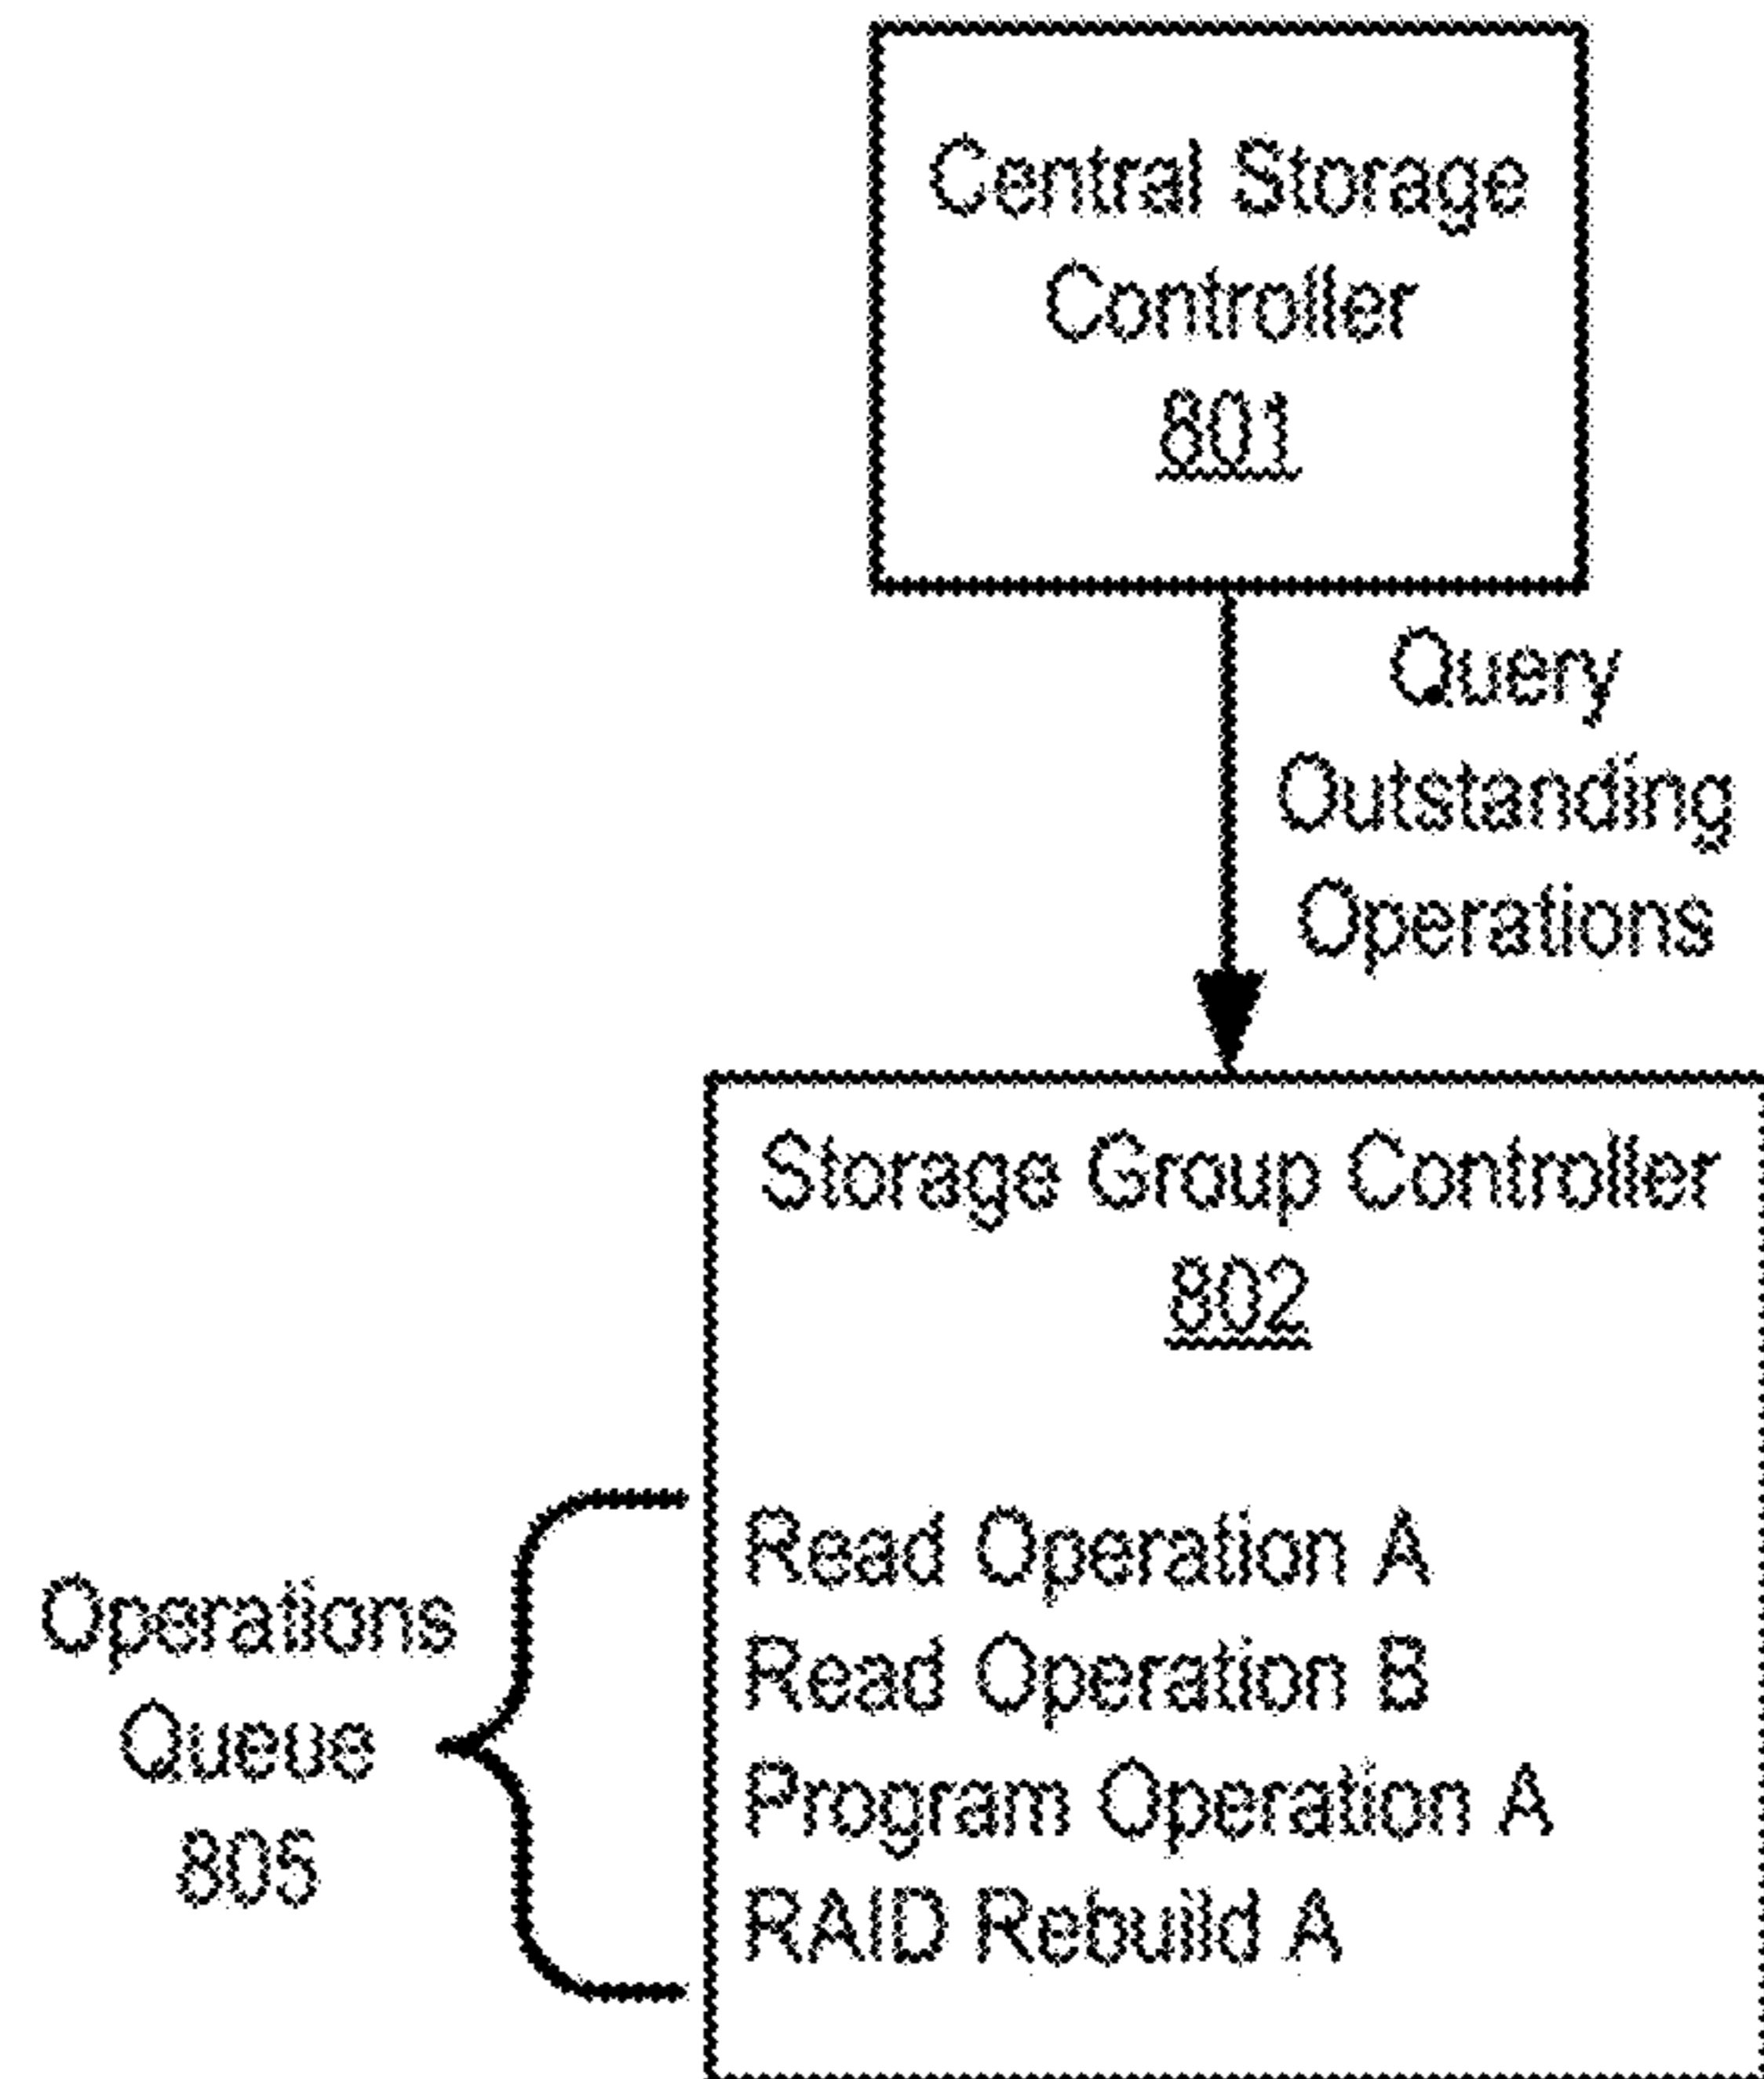 Central Storage
Controller
801
Query
Outstanding
Operations
Storage Group Controller
802
Read Operation A
Read Operation B
Program Operation A
RAID Rebuild A
Operations
Queue
805